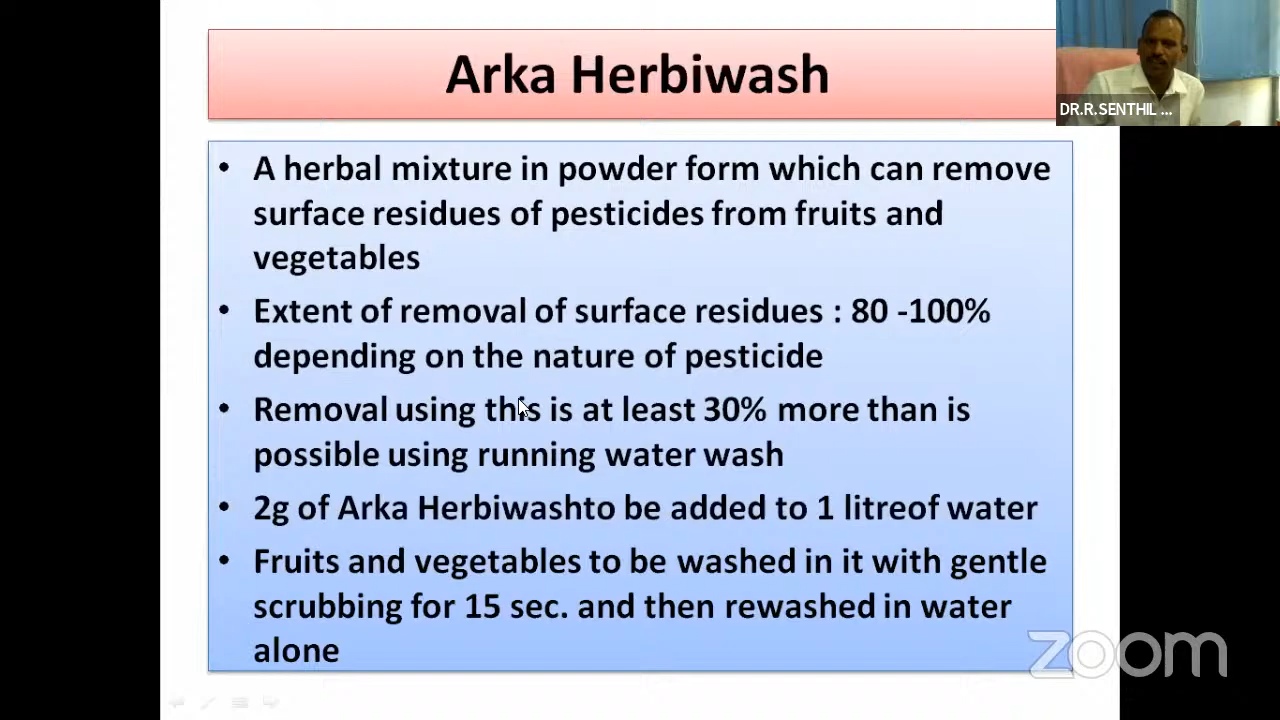 Arka Herbiwash
DR.R.SENTHIL ...
• A herbal mixture in powder form which can remove
surface residues of pesticides from fruits and
vegetables
• Extent of removal of surface residues : 80 -100%
depending on the nature of pesticide
• Removal using this is at least 30% more than is
possible using running water wash
• 2g of Arka Herbiwashto be added to 1 litreof water
• Fruits and vegetables to be washed in it with gentle
scrubbing for 15 sec. and then rewashed in water
alone
zoom